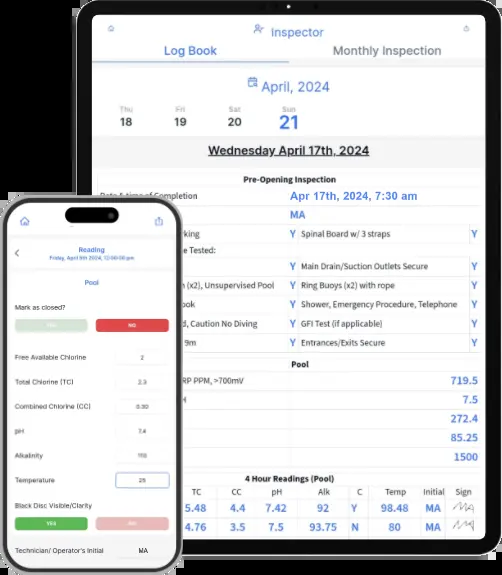 Inspector
Log Book Monthly Inspection
April, 2024
Thu Fri Sat Sun
18 19 20 21
Wednesday April 17th, 2024
Pre-Opening Inspection
Date & time of Completion Apr 17th, 2024, 7:30 am
MA
king Y Spinal Board w/ 3 straps Y
e Tested:
Y Main Drain/Suction Outlets Secure Y
(x2), Unsupervised Pool Y Ring Buoys (x2) with rope Y
ook Y Shower, Emergency Procedure, Telephone Y
d, Caution No Diving Y GFI Test (if applicable) Y
9m Y Entrances/Exits Secure Y
Pool
RP PPM, >700mV 719.5
H 7.5
272.4
85.25
1500
4 Hour Readings (Pool)
TC CC pH Alk C Temp Initial Sign
5.48 4.4 7.42 92 Y 98.48 MA
4.76 3.5 7.5 93.75 N 80 MA
Reading
Friday, April 5th 2024, 12:00:00 pm
Pool
Mark as closed?
YES NO
Free Available Chlorine 2
Total Chlorine (TC) 2.3
Combined Chlorine (CC) 0.30
pH 7.4
Alkalinity 110
Temperature 25
Black Disc Visible/Clarity
YES NO
Technician/ Operator's Initial MA